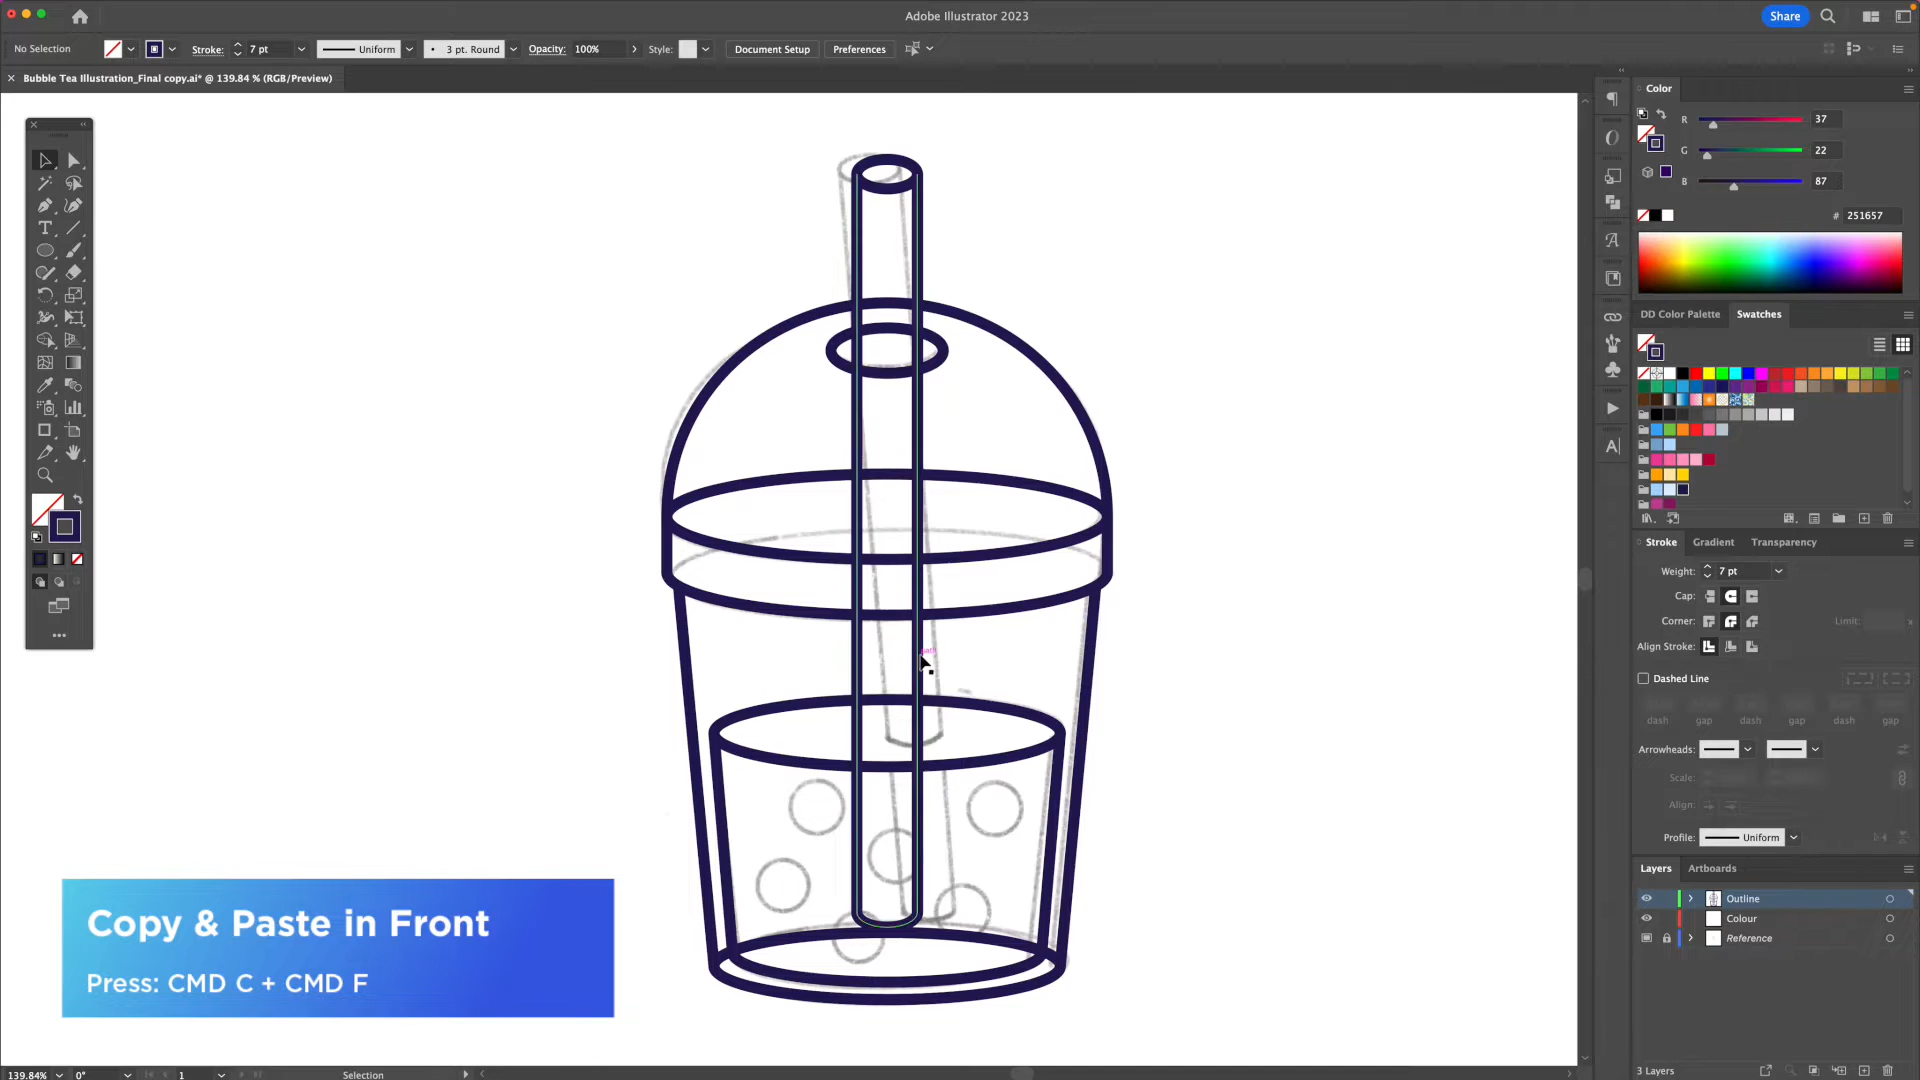 Adobe Illustrator 2023
Share
No Selection
Stroke:
7 pt
Uniform
3 pt. Round
Opacity:
100%
Style:
Document Setup
Preferences
Bubble Tea Illustration_Final copy.ai* @ 139.84 % (RGB/Preview)
Color
R
37
G
22
B
87
#
251657
DD Color Palette
Swatches
Stroke
Gradient
Transparency
Weight:
7 pt
Cap:
Corner:
Limit:
x
Align Stroke:
Dashed Line
dash
gap
dash
gap
dash
gap
Arrowheads:
Scale:
Align:
Profile:
Uniform
Layers
Artboards
Outline
Colour
Reference
3 Layers
path
Copy & Paste in Front
Press: CMD C + CMD F
139.84%
0°
1
Selection